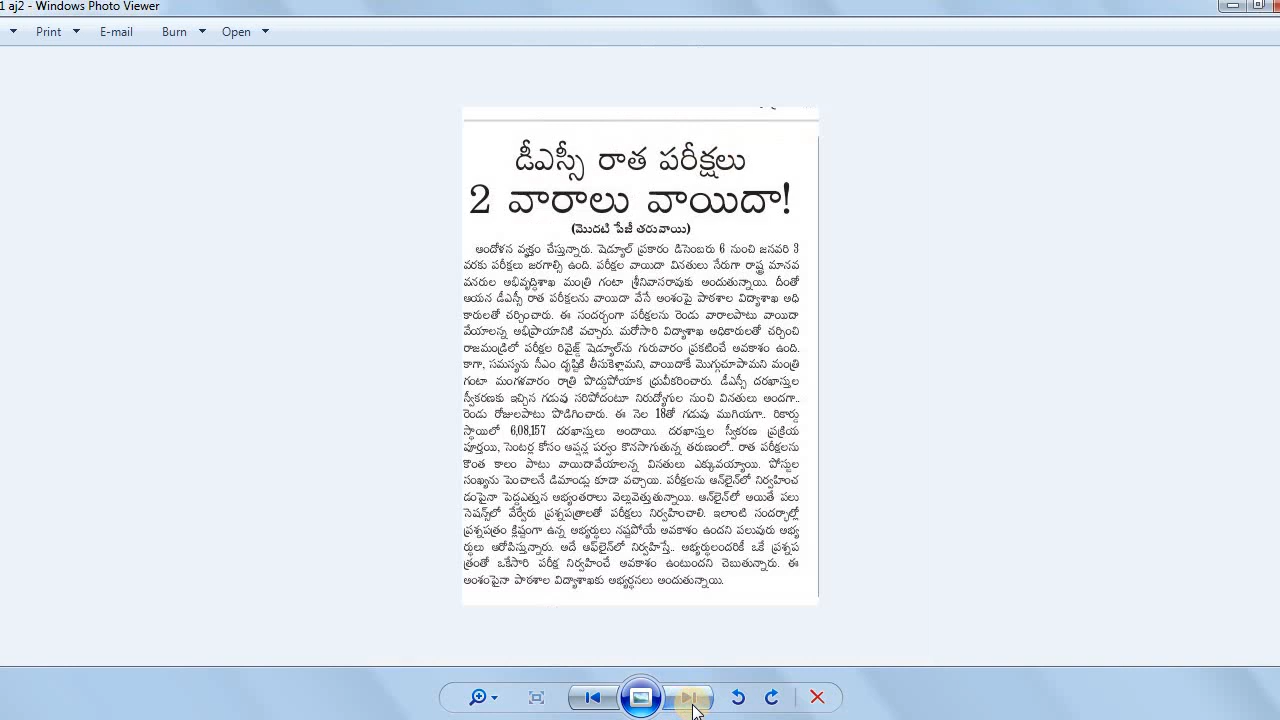 1 aj2 - Windows Photo Viewer
Print E-mail Burn Open
డీఎస్సీ రాత పరీక్షలు
2 వారాలు వాయిదా!
(మొదటి పేజీ తరువాయి)
ఆందోళన వ్యక్తం చేస్తున్నారు. షెడ్యూల్ ప్రకారం డిసెంబరు 6 నుంచి జనవరి 3
వరకు పరీక్షలు జరగాల్సి ఉంది. పరీక్షల వాయిదా వినతులు నేరుగా రాష్ట్ర మానవ
వనరుల అభివృద్ధిశాఖ మంత్రి గంటా శ్రీనివాసరావుకు అందుతున్నాయి. దీంతో
ఆయన డీఎస్సీ రాత పరీక్షలను వాయిదా వేసే అంశంపై పాఠశాల విద్యాశాఖ అధి
కారులతో చర్చించారు. ఈ సందర్భంగా పరీక్షలను రెండు వారాలపాటు వాయిదా
వేయాలన్న అభిప్రాయానికి వచ్చారు. మరోసారి విద్యాశాఖ అధికారులతో చర్చించి
రాజమండ్రిలో పరీక్షల రివైజ్డ్ షెడ్యూల్‌ను గురువారం ప్రకటించే అవకాశం ఉంది.
కాగా, సమస్యను సీఎం దృష్టికి తీసుకెళ్లామని, వాయిదాకే మొగ్గుచూపామని మంత్రి
గంటా మంగళవారం రాత్రి పొద్దుపోయాక ధ్రువీకరించారు. డీఎస్సీ దరఖాస్తుల
స్వీకరణకు ఇచ్చిన గడువు సరిపోదంటూ నిరుద్యోగుల నుంచి వినతులు అందగా..
రెండు రోజులపాటు పొడిగించారు. ఈ నెల 18తో గడువు ముగియగా.. రికార్డు
స్థాయిలో 6,08,157 దరఖాస్తులు అందాయి. దరఖాస్తుల స్వీకరణ ప్రక్రియ
పూర్తయి, సెంటర్ల కోసం ఆప్షన్ల పర్వం కొనసాగుతున్న తరుణంలో.. రాత పరీక్షలను
కొంత కాలం పాటు వాయిదావేయాలన్న వినతులు ఎక్కువయ్యాయి. పోస్టుల
సంఖ్యను పెంచాలనే డిమాండ్లు కూడా వచ్చాయి. పరీక్షలను ఆన్‌లైన్‌లో నిర్వహించ
డంపైనా పెద్దఎత్తున అభ్యంతరాలు వెల్లువెత్తుతున్నాయి. ఆన్‌లైన్‌లో అయితే పలు
సెషన్స్‌లో వేర్వేరు ప్రశ్నపత్రాలతో పరీక్షలు నిర్వహించాలి. ఇలాంటి సందర్భాల్లో
ప్రశ్నపత్రం క్లిష్టంగా ఉన్న అభ్యర్థులు నష్టపోయే అవకాశం ఉందని పలువురు అభ్య
ర్థులు ఆరోపిస్తున్నారు. అదే ఆఫ్‌లైన్‌లో నిర్వహిస్తే.. అభ్యర్థులందరికీ ఒకే ప్రశ్నప
త్రంతో ఒకేసారి పరీక్ష నిర్వహించే అవకాశం ఉంటుందని చెబుతున్నారు. ఈ
అంశంపైనా పాఠశాల విద్యాశాఖకు అభ్యర్థనలు అందుతున్నాయి.